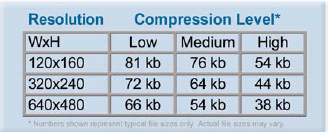 Resolution Compression Level*
WxH Low Medium High
120x160 81 kb 76 kb 54 kb
320x240 72 kb 64 kb 44 kb
640x480 66 kb 54 kb 38 kb
* Numbers shown represent typical file sizes only. Actual file sizes may vary.